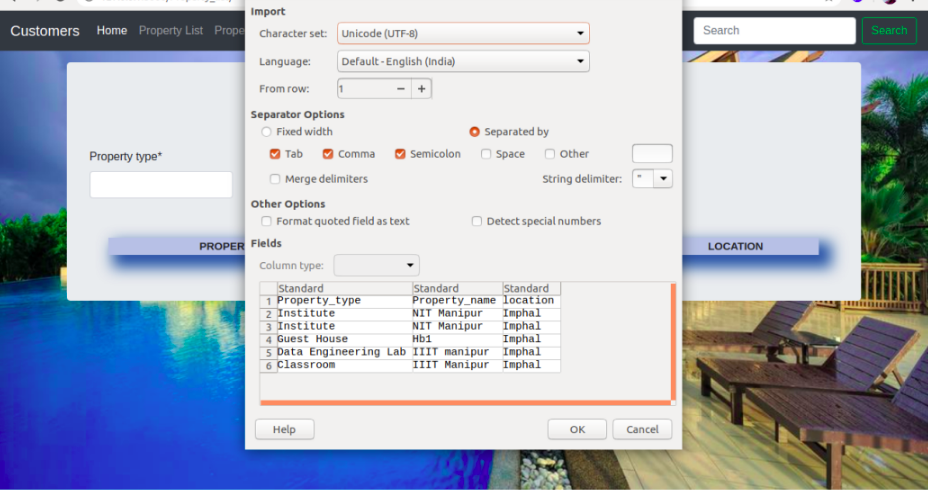 Import
Customers Home Property List Prope
Search Search
Character set: Unicode (UTF-8)
Language: Default - English (India)
From row: 1 − +
Separator Options
Fixed width Separated by
Tab Comma Semicolon Space Other
Merge delimiters String delimiter: "
Other Options
Format quoted field as text Detect special numbers
Fields
Column type:
Property type*
PROPER
LOCATION
Standard Standard Standard
1 Property_type Property_name location
2 Institute NIT Manipur Imphal
3 Institute NIT Manipur Imphal
4 Guest House Hb1 Imphal
5 Data Engineering Lab IIIT manipur Imphal
6 Classroom IIIT Manipur Imphal
Help OK Cancel